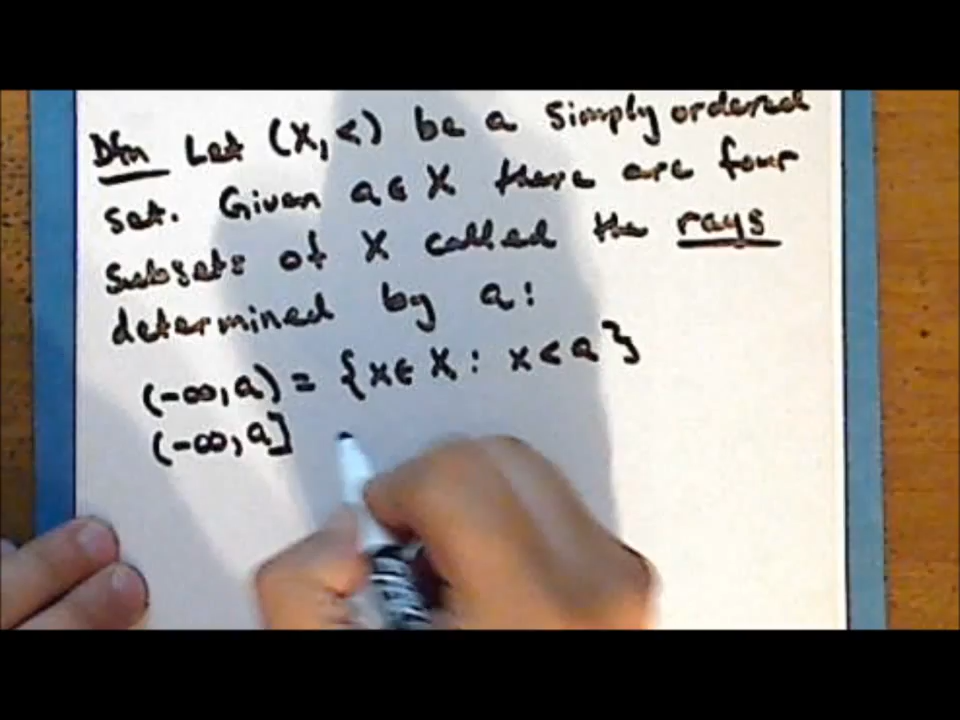 Dfn Let (X,<) be a simply ordered
set. Given a∈X there are four
subsets of X called the rays
determined by a:
(-∞,a) = {x∈X : x<a}
(-∞,a]